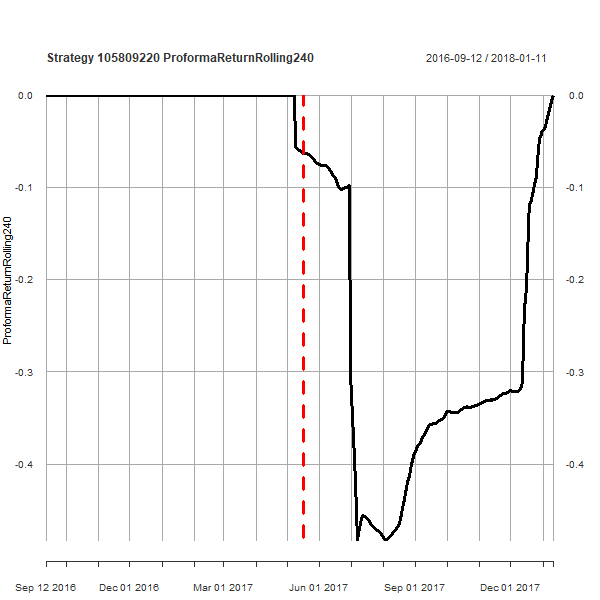 Strategy 105809220 ProformaReturnRolling240
2016-09-12 / 2018-01-11
0.0
0.0
-0.1
-0.1
-0.2
-0.2
-0.3
-0.3
-0.4
-0.4
ProformaReturnRolling240
Sep 12 2016
Dec 01 2016
Mar 01 2017
Jun 01 2017
Sep 01 2017
Dec 01 2017